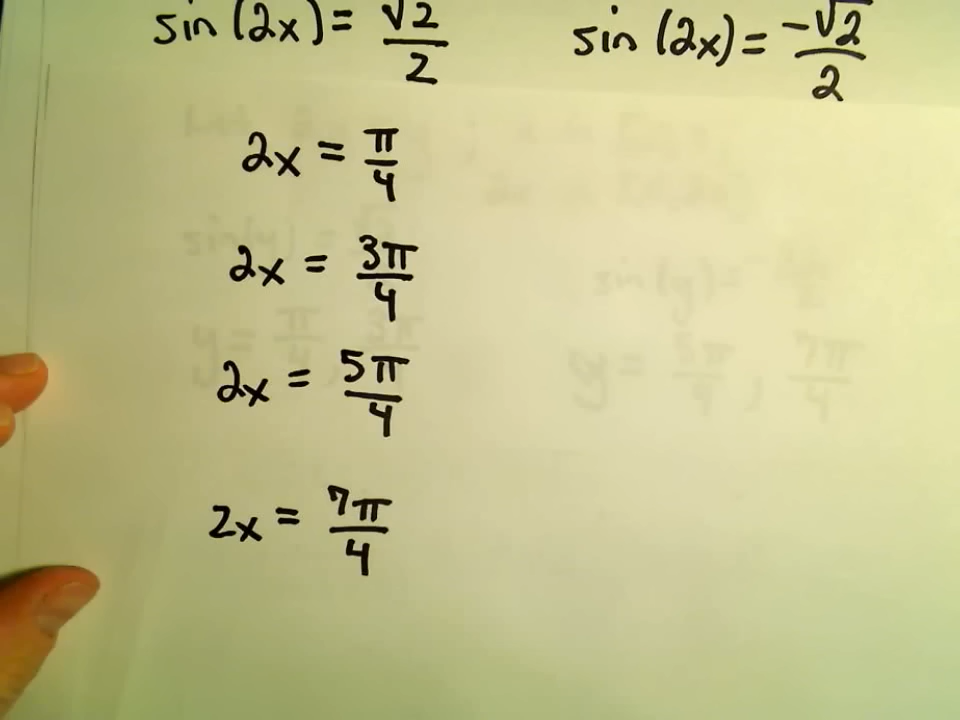 sin (2x) = √2/2 sin (2x) = -√2/2
2x = π/4
2x = 3π/4
2x = 5π/4
2x = 7π/4